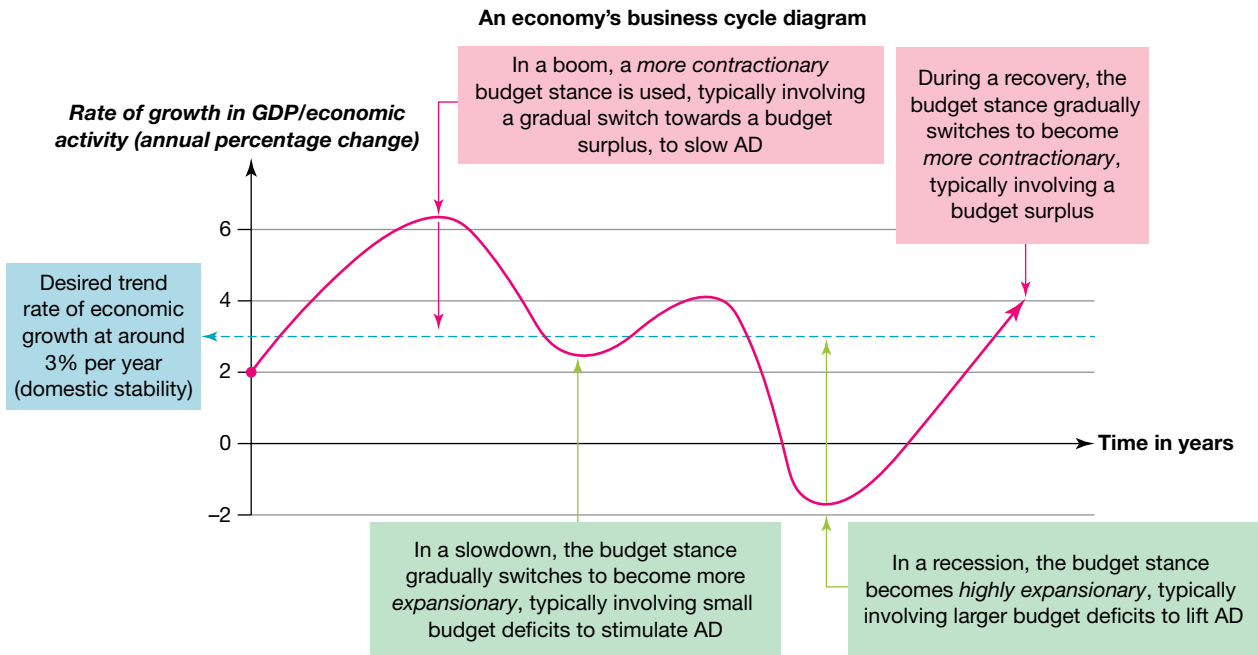 An economy's business cycle diagram
Rate of growth in GDP/economic
activity (annual percentage change)
In a boom, a more contractionary
budget stance is used, typically involving
a gradual switch towards a budget
surplus, to slow AD
During a recovery, the
budget stance gradually
switches to become
more contractionary,
typically involving a
budget surplus
Desired trend
rate of economic
growth at around
3% per year
(domestic stability)
6
4
2
0
–2
Time in years
In a slowdown, the budget stance
gradually switches to become more
expansionary, typically involving small
budget deficits to stimulate AD
In a recession, the budget stance
becomes highly expansionary, typically
involving larger budget deficits to lift AD